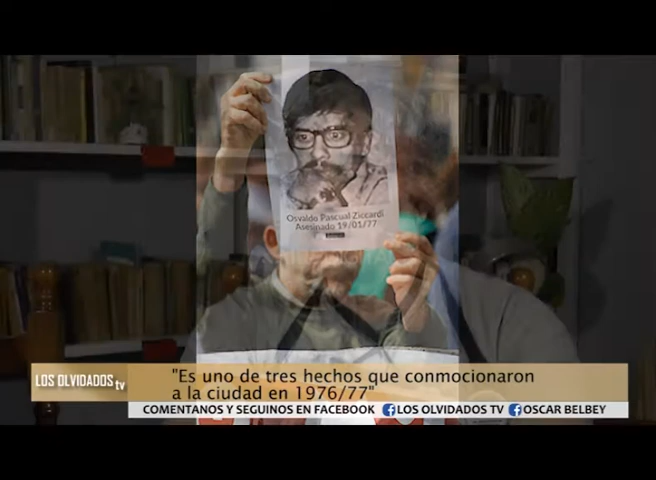 Osvaldo Pascual Ziccardi
Asesinado 19/01/77
LOS OLVIDADOS tv
"Es uno de tres hechos que conmocionaron
a la ciudad en 1976/77"
COMENTANOS Y SEGUINOS EN FACEBOOK LOS OLVIDADOS TV OSCAR BELBEY